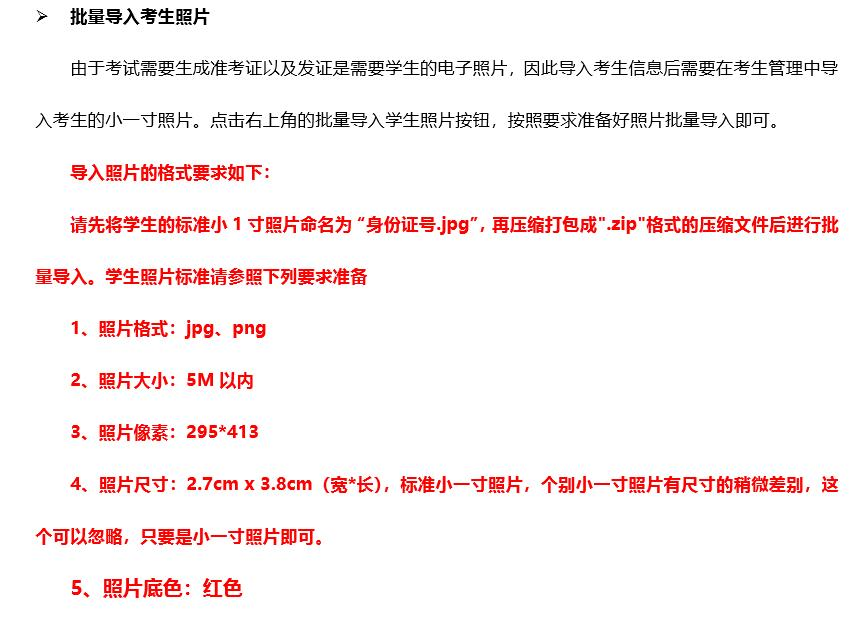 ➢ 批量导入考生照片
由于考试需要生成准考证以及发证是需要学生的电子照片，因此导入考生信息后需要在考生管理中导
入考生的小一寸照片。点击右上角的批量导入学生照片按钮，按照要求准备好照片批量导入即可。
导入照片的格式要求如下：
请先将学生的标准小 1 寸照片命名为 “身份证号.jpg”，再压缩打包成".zip"格式的压缩文件后进行批
量导入。学生照片标准请参照下列要求准备
1、照片格式：jpg、png
2、照片大小：5M 以内
3、照片像素：295*413
4、照片尺寸：2.7cm x 3.8cm（宽*长），标准小一寸照片，个别小一寸照片有尺寸的稍微差别，这
个可以忽略，只要是小一寸照片即可。
5、照片底色：红色